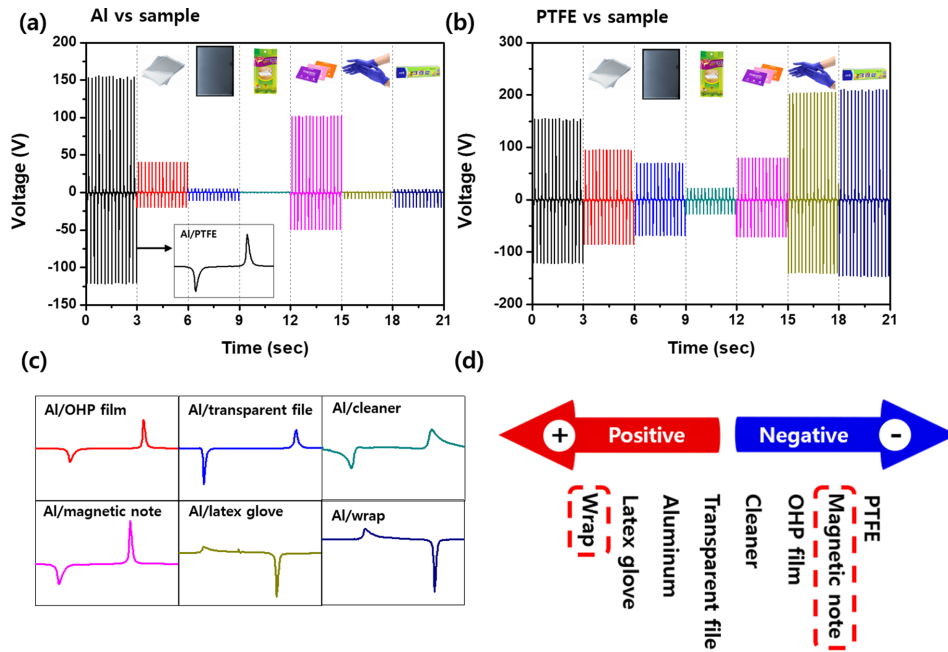 (a)
Al vs sample
200
150
100
50
0
-50
-100
-150
Voltage (V)
Al/PTFE
0 3 6 9 12 15 18 21
Time (sec)
(b)
PTFE vs sample
300
200
100
0
-100
-200
Voltage (V)
0 3 6 9 12 15 18 21
Time (sec)
(c)
Al/OHP film
Al/transparent file
Al/cleaner
Al/magnetic note
Al/latex glove
Al/wrap
(d)
+
Positive
Negative
-
Wrap
Latex glove
Aluminum
Transparent file
Cleaner
OHP film
Magnetic note
PTFE